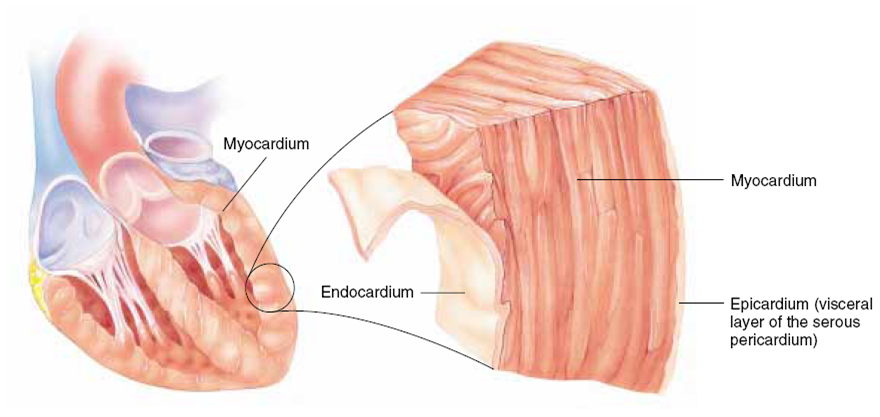 Myocardium
Myocardium
Endocardium
Epicardium (visceral
layer of the serous
pericardium)